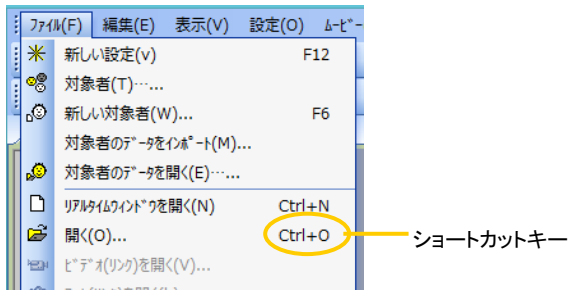 ﾌｧｲﾙ(F) 編集(E) 表示(V) 設定(O) ﾑｰﾋﾞｰ
新しい設定(v) F12
対象者(T)…...
新しい対象者(W)... F6
対象者のﾃﾞｰﾀをｲﾝﾎﾟｰﾄ(M)...
対象者のﾃﾞｰﾀを開く(E)…...
ﾘｱﾙﾀｲﾑｳｨﾝﾄﾞｳを開く(N) Ctrl+N
開く(O)... Ctrl+O
ショートカットキー
ﾋﾞﾃﾞｵ(ﾘﾝｸ)を開く(V)...